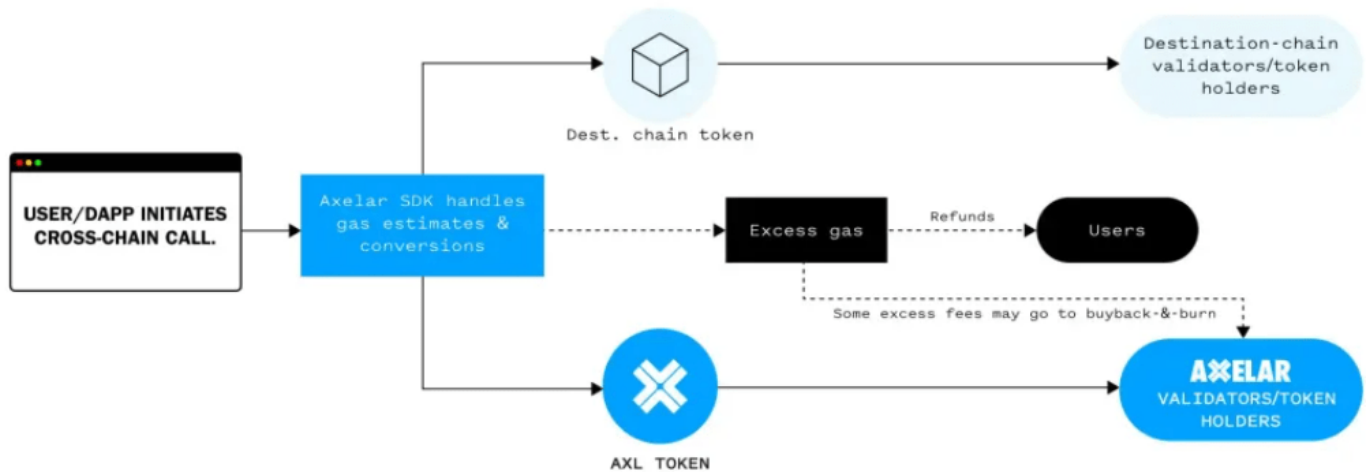 Destination-chain
validators/token
holders
Dest. chain token
USER/DAPP INITIATES
CROSS-CHAIN CALL.
Axelar SDK handles
gas estimates &
conversions
Excess gas
Refunds
Users
Some excess fees may go to buyback-&-burn
AXELAR
VALIDATORS/TOKEN
HOLDERS
AXL TOKEN